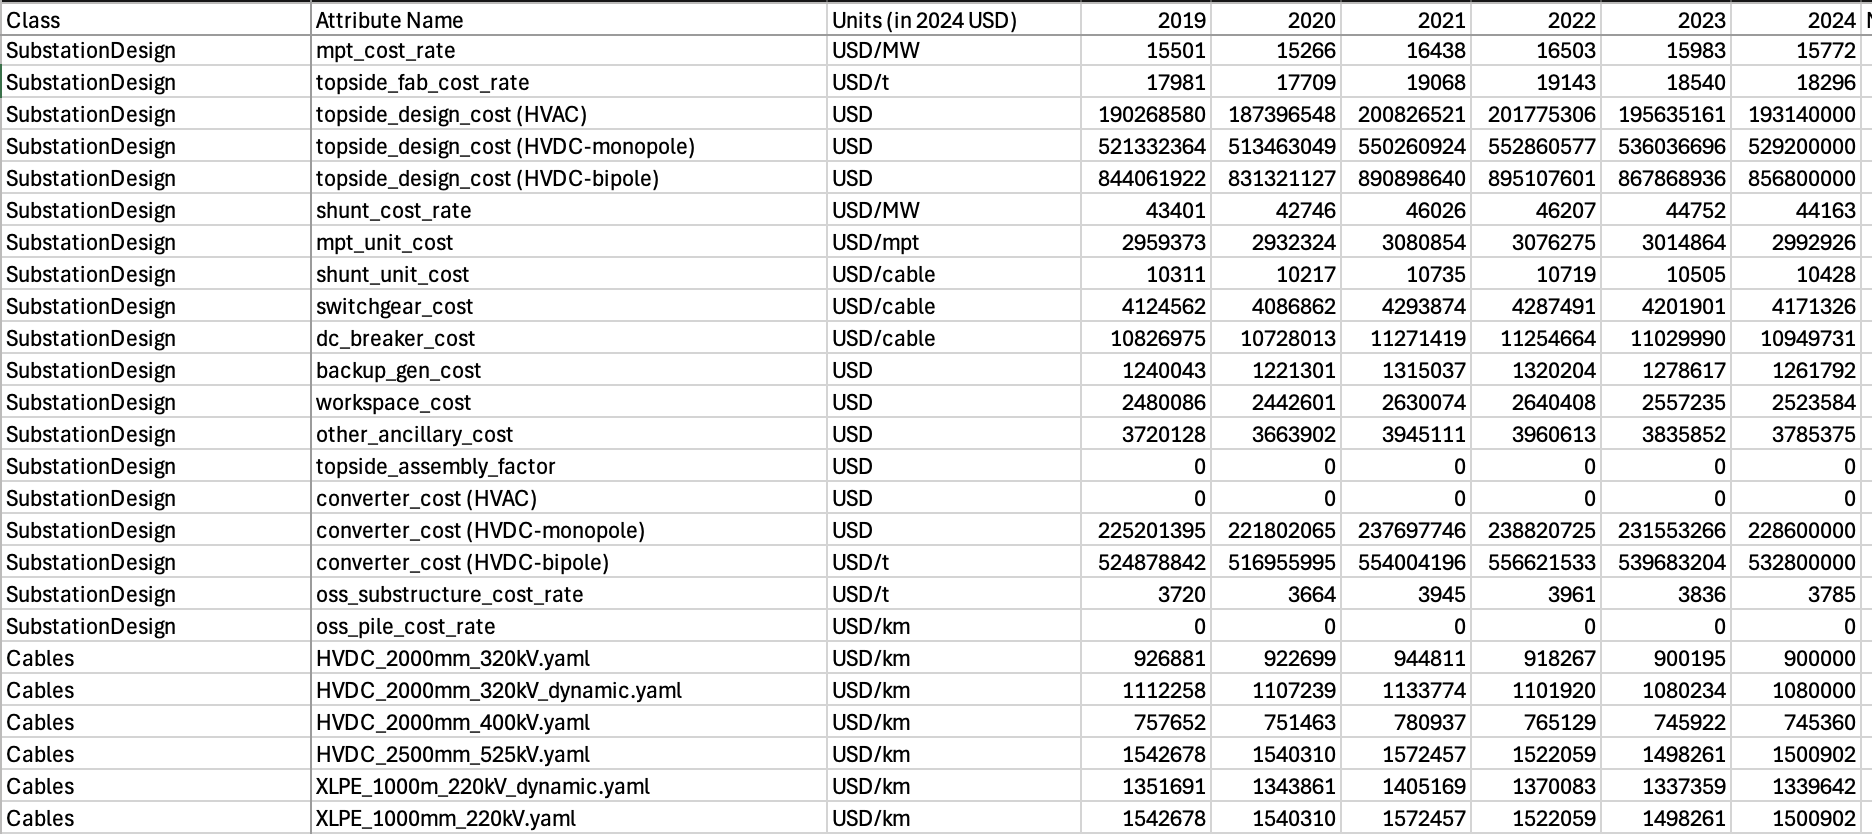 Class Attribute Name Units (in 2024 USD) 2019 2020 2021 2022 2023 2024
SubstationDesign mpt_cost_rate USD/MW 15501 15266 16438 16503 15983 15772
SubstationDesign topside_fab_cost_rate USD/t 17981 17709 19068 19143 18540 18296
SubstationDesign topside_design_cost (HVAC) USD 190268580 187396548 200826521 201775306 195635161 193140000
SubstationDesign topside_design_cost (HVDC-monopole) USD 521332364 513463049 550260924 552860577 536036696 529200000
SubstationDesign topside_design_cost (HVDC-bipole) USD 844061922 831321127 890898640 895107601 867868936 856800000
SubstationDesign shunt_cost_rate USD/MW 43401 42746 46026 46207 44752 44163
SubstationDesign mpt_unit_cost USD/mpt 2959373 2932324 3080854 3076275 3014864 2992926
SubstationDesign shunt_unit_cost USD/cable 10311 10217 10735 10719 10505 10428
SubstationDesign switchgear_cost USD/cable 4124562 4086862 4293874 4287491 4201901 4171326
SubstationDesign dc_breaker_cost USD/cable 10826975 10728013 11271419 11254664 11029990 10949731
SubstationDesign backup_gen_cost USD 1240043 1221301 1315037 1320204 1278617 1261792
SubstationDesign workspace_cost USD 2480086 2442601 2630074 2640408 2557235 2523584
SubstationDesign other_ancillary_cost USD 3720128 3663902 3945111 3960613 3835852 3785375
SubstationDesign topside_assembly_factor USD 0 0 0 0 0 0
SubstationDesign converter_cost (HVAC) USD 0 0 0 0 0 0
SubstationDesign converter_cost (HVDC-monopole) USD 225201395 221802065 237697746 238820725 231553266 228600000
SubstationDesign converter_cost (HVDC-bipole) USD/t 524878842 516955995 554004196 556621533 539683204 532800000
SubstationDesign oss_substructure_cost_rate USD/t 3720 3664 3945 3961 3836 3785
SubstationDesign oss_pile_cost_rate USD/km 0 0 0 0 0 0
Cables HVDC_2000mm_320kV.yaml USD/km 926881 922699 944811 918267 900195 900000
Cables HVDC_2000mm_320kV_dynamic.yaml USD/km 1112258 1107239 1133774 1101920 1080234 1080000
Cables HVDC_2000mm_400kV.yaml USD/km 757652 751463 780937 765129 745922 745360
Cables HVDC_2500mm_525kV.yaml USD/km 1542678 1540310 1572457 1522059 1498261 1500902
Cables XLPE_1000m_220kV_dynamic.yaml USD/km 1351691 1343861 1405169 1370083 1337359 1339642
Cables XLPE_1000mm_220kV.yaml USD/km 1542678 1540310 1572457 1522059 1498261 1500902